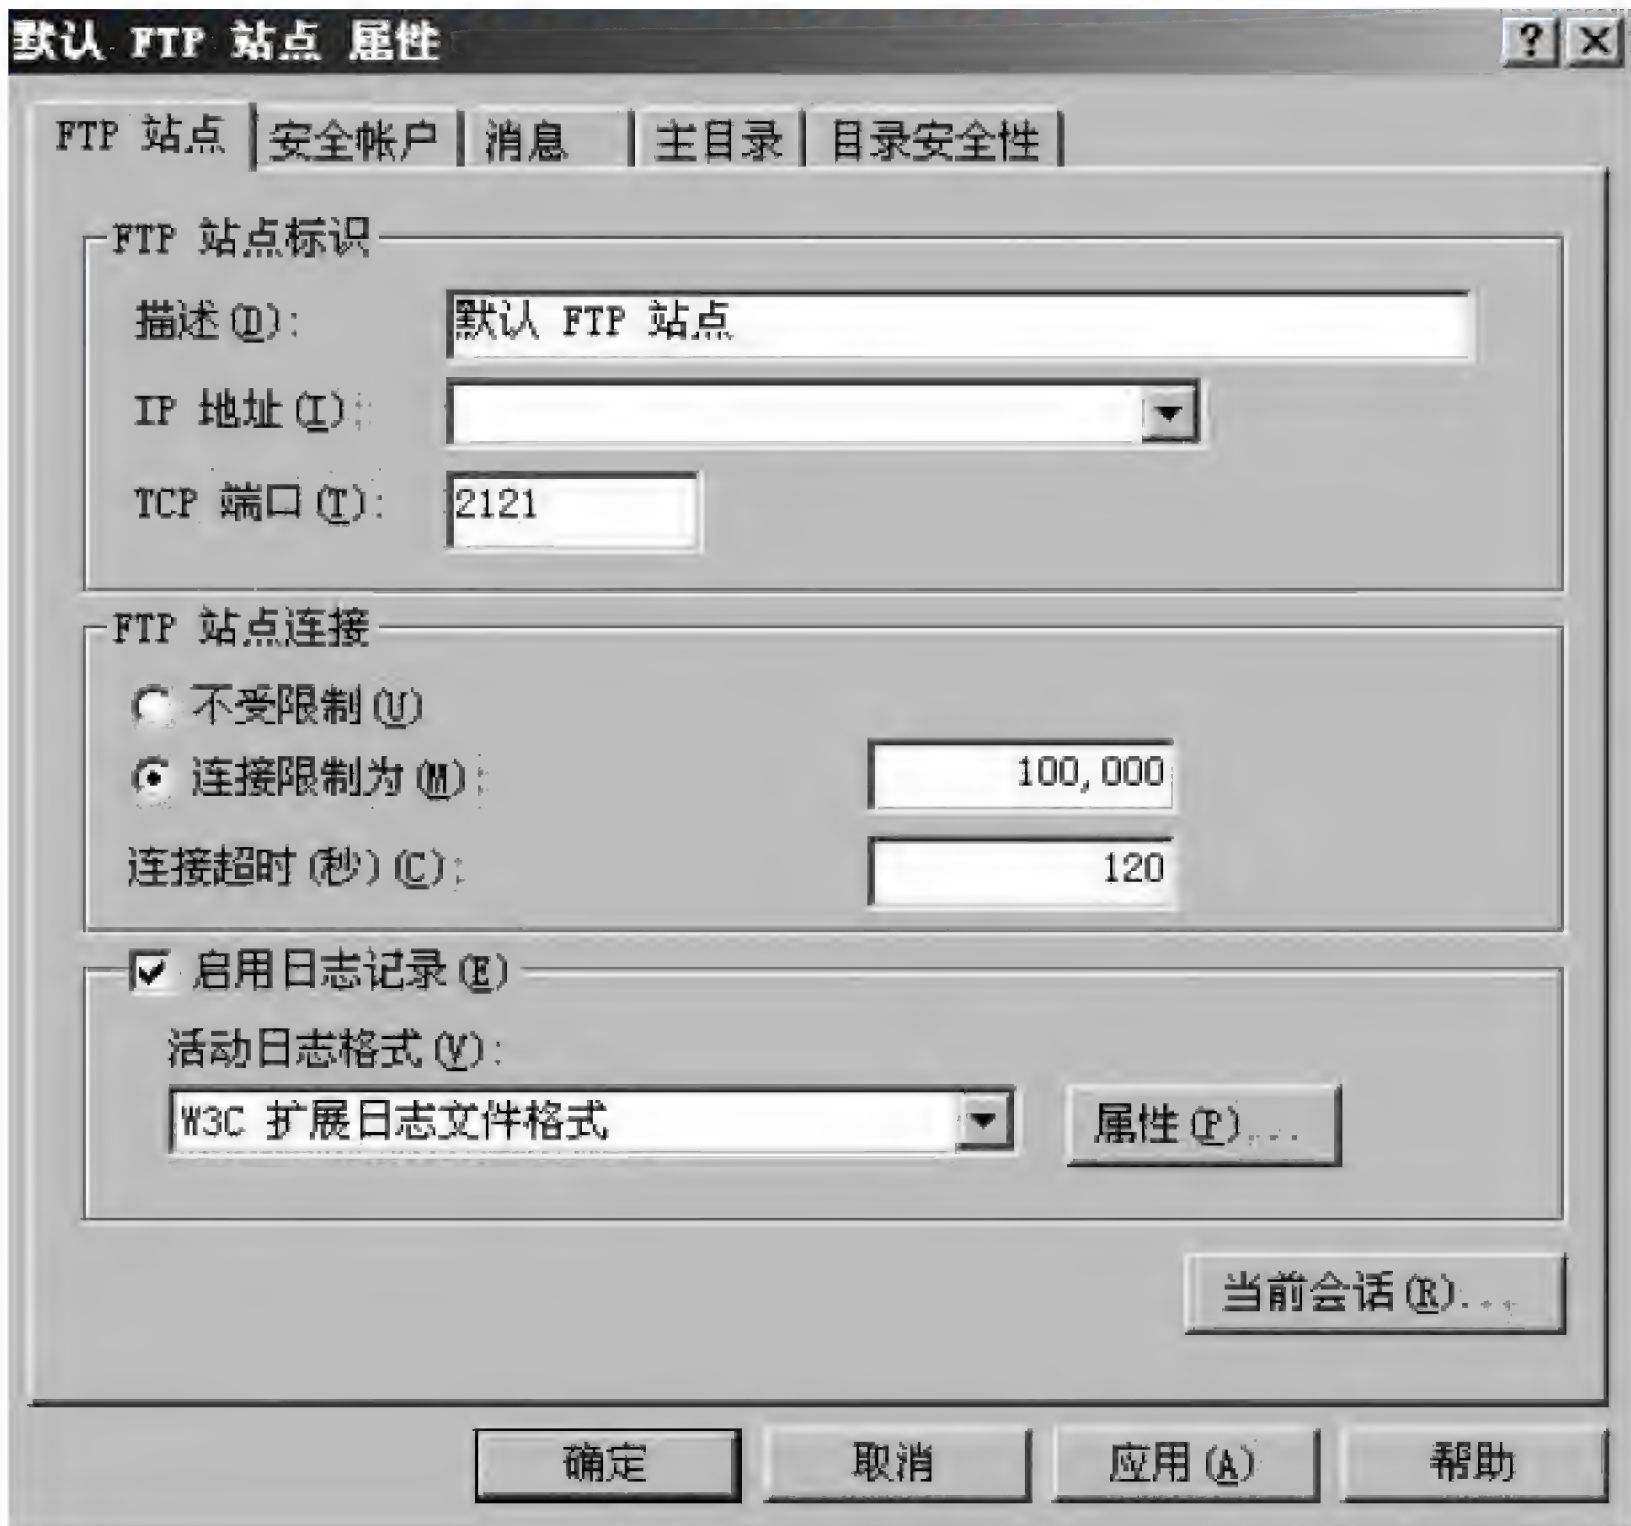 默认 FTP 站点 属性
FTP 站点 安全帐户 消息 主目录 目录安全性
FTP 站点标识
描述(D): 默认 FTP 站点
IP 地址(I):
TCP 端口(T): 2121
FTP 站点连接
不受限制(U)
连接限制为(M): 100,000
连接超时(秒)(C): 120
启用日志记录(E)
活动日志格式(V):
W3C 扩展日志文件格式 属性(P)...
当前会话(R)...
确定 取消 应用(A) 帮助